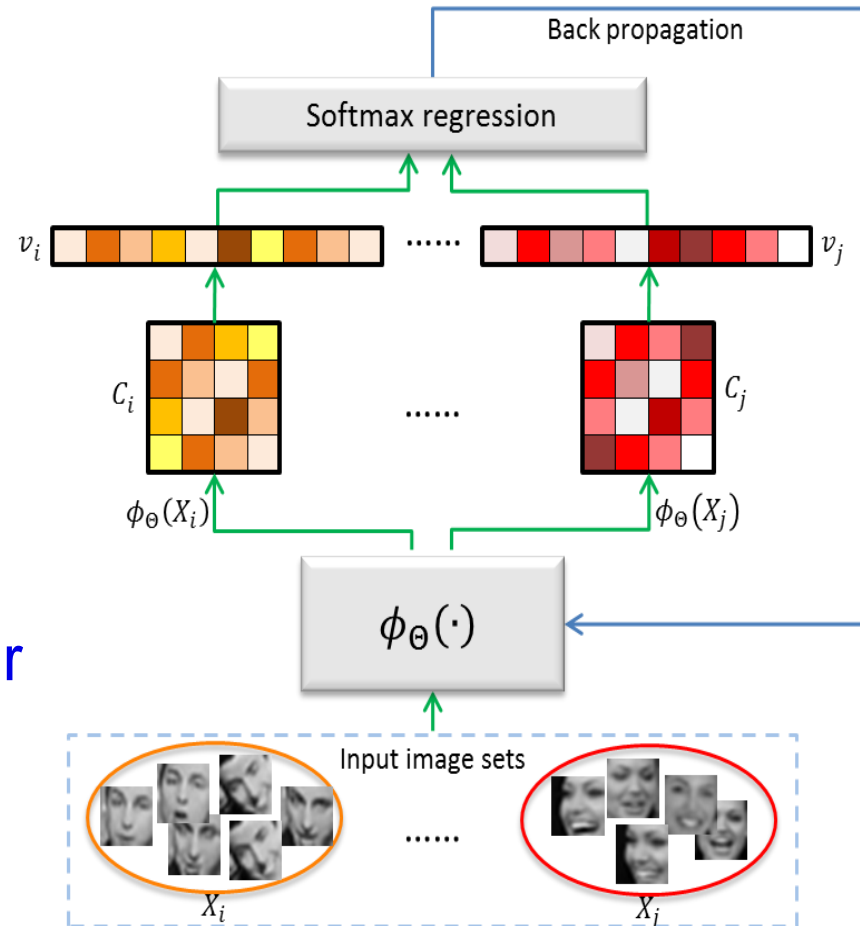 Back propagation
Softmax regression
v_i ...... v_j
C_i ...... C_j
ϕ_Θ(X_i) ϕ_Θ(X_j)
ϕ_Θ(·)
r
Input image sets
......
X_i X_j